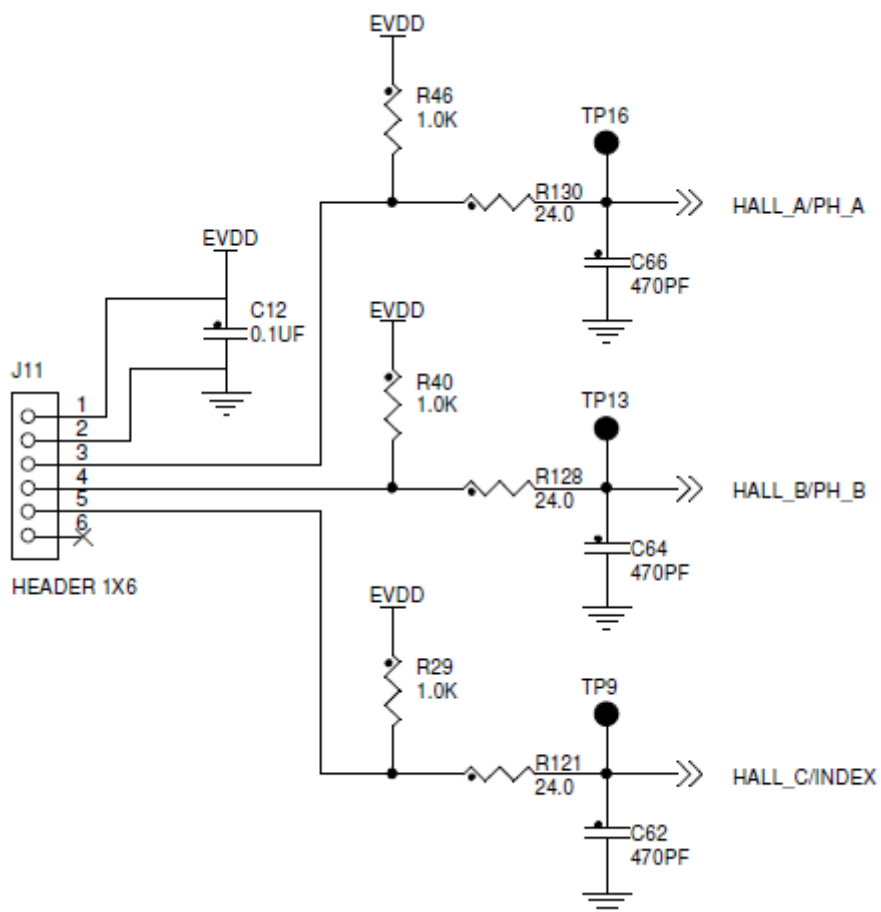 EVDD
R46
1.0K
TP16
R130
24.0
HALL_A/PH_A
C66
470PF
EVDD
C12
0.1UF
J11
1
2
3
4
5
6
HEADER 1X6
EVDD
R40
1.0K
TP13
R128
24.0
HALL_B/PH_B
C64
470PF
EVDD
R29
1.0K
TP9
R121
24.0
HALL_C/INDEX
C62
470PF